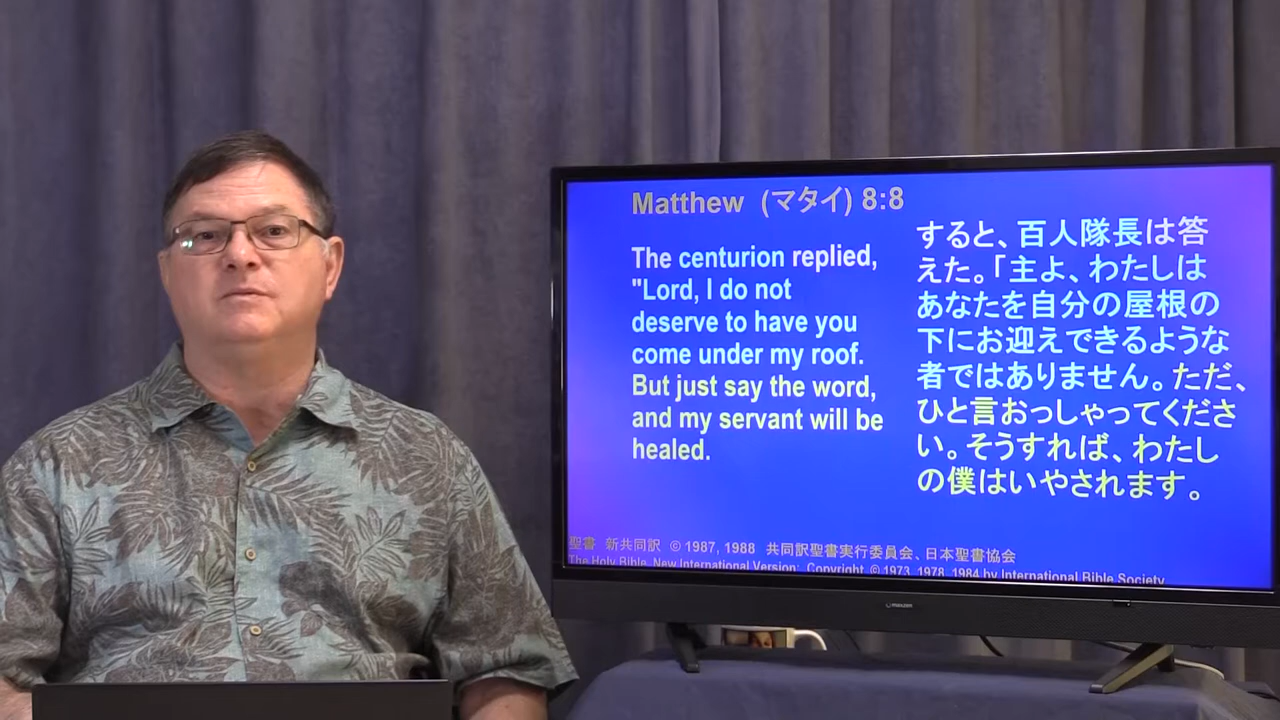 Matthew (マタイ) 8:8
The centurion replied,
"Lord, I do not
deserve to have you
come under my roof.
But just say the word,
and my servant will be
healed.
すると、百人隊長は答
えた。「主よ、わたしは
あなたを自分の屋根の
下にお迎えできるような
者ではありません。ただ、
ひと言おっしゃってくださ
い。そうすれば、わたし
の僕はいやされます。
聖書 新共同訳 © 1987, 1988 共同訳聖書実行委員会、日本聖書協会
The Holy Bible, New International Version; Copyright © 1973, 1978, 1984 by International Bible Society